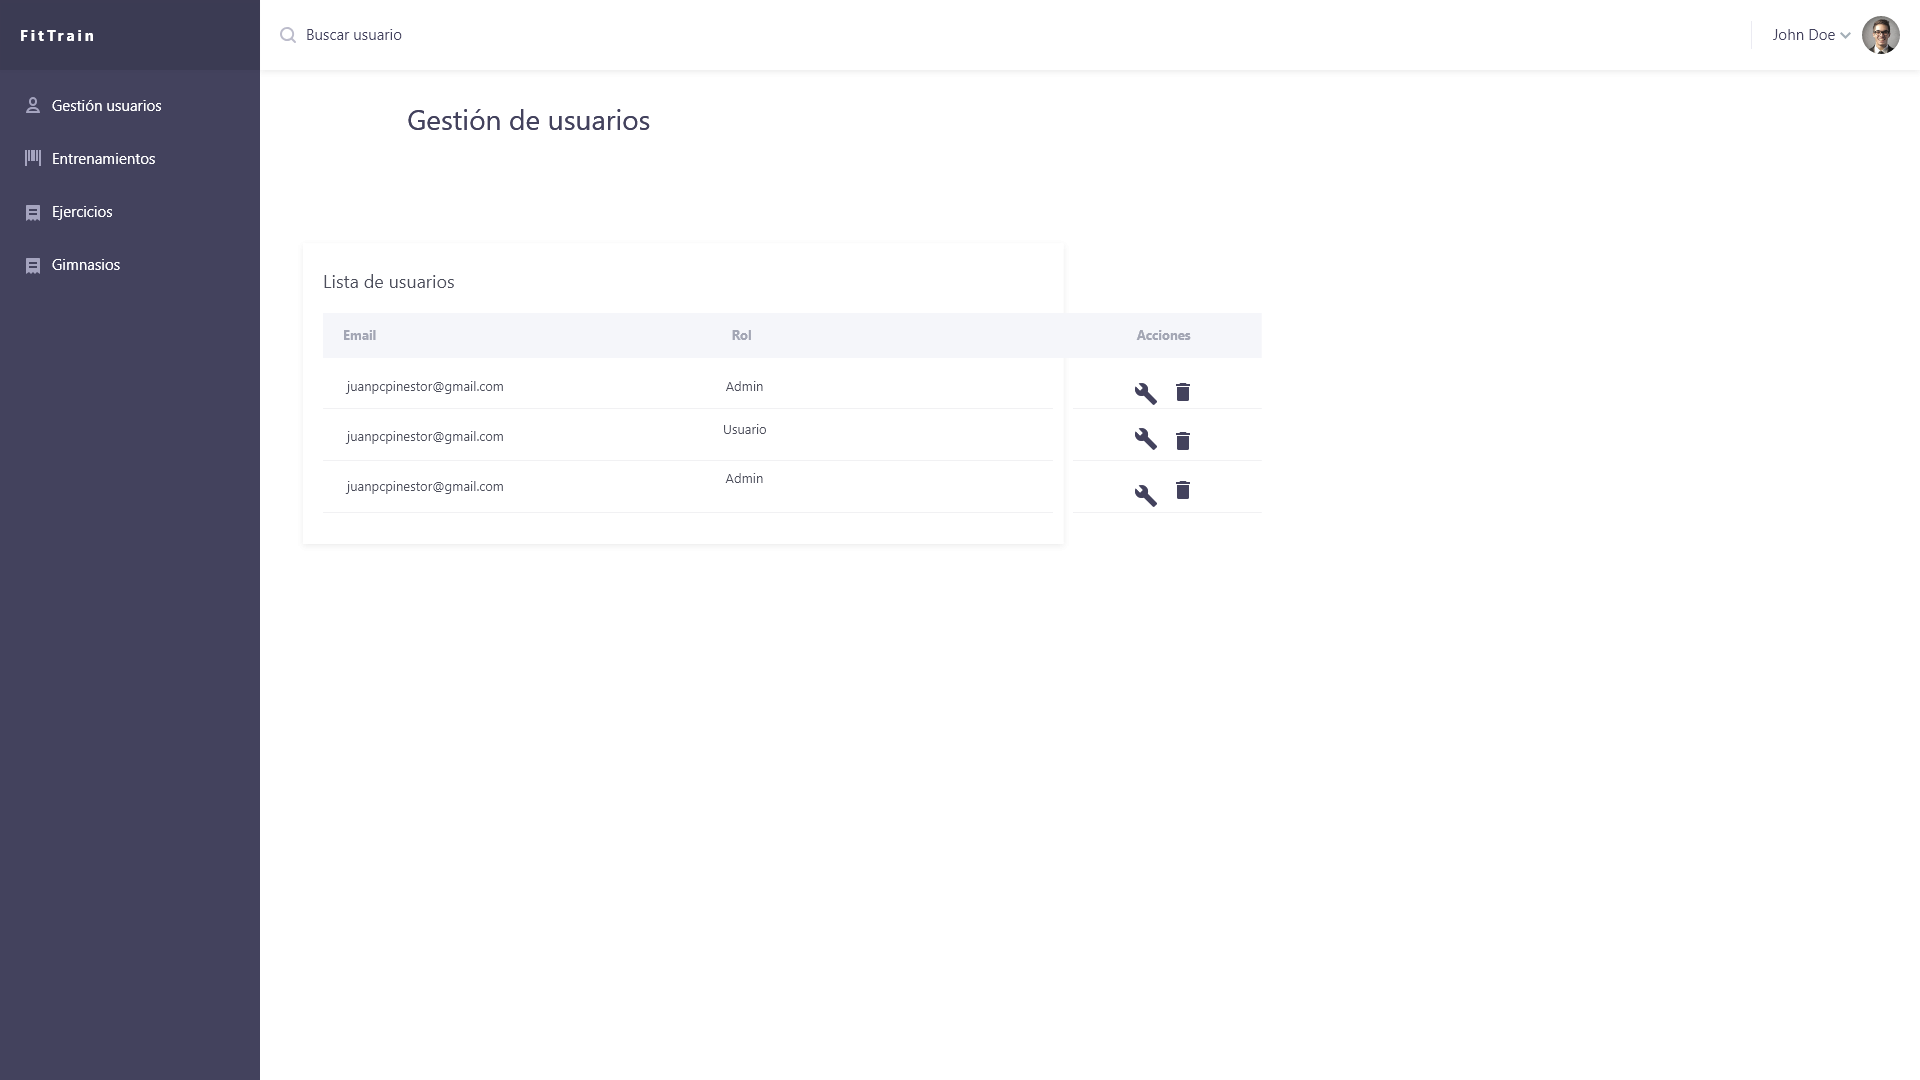 FitTrain
Buscar usuario
John Doe
Gestión usuarios
Entrenamientos
Ejercicios
Gimnasios
Gestión de usuarios
Lista de usuarios
Email Rol Acciones
juanpcpinestor@gmail.com Admin
juanpcpinestor@gmail.com Usuario
juanpcpinestor@gmail.com Admin